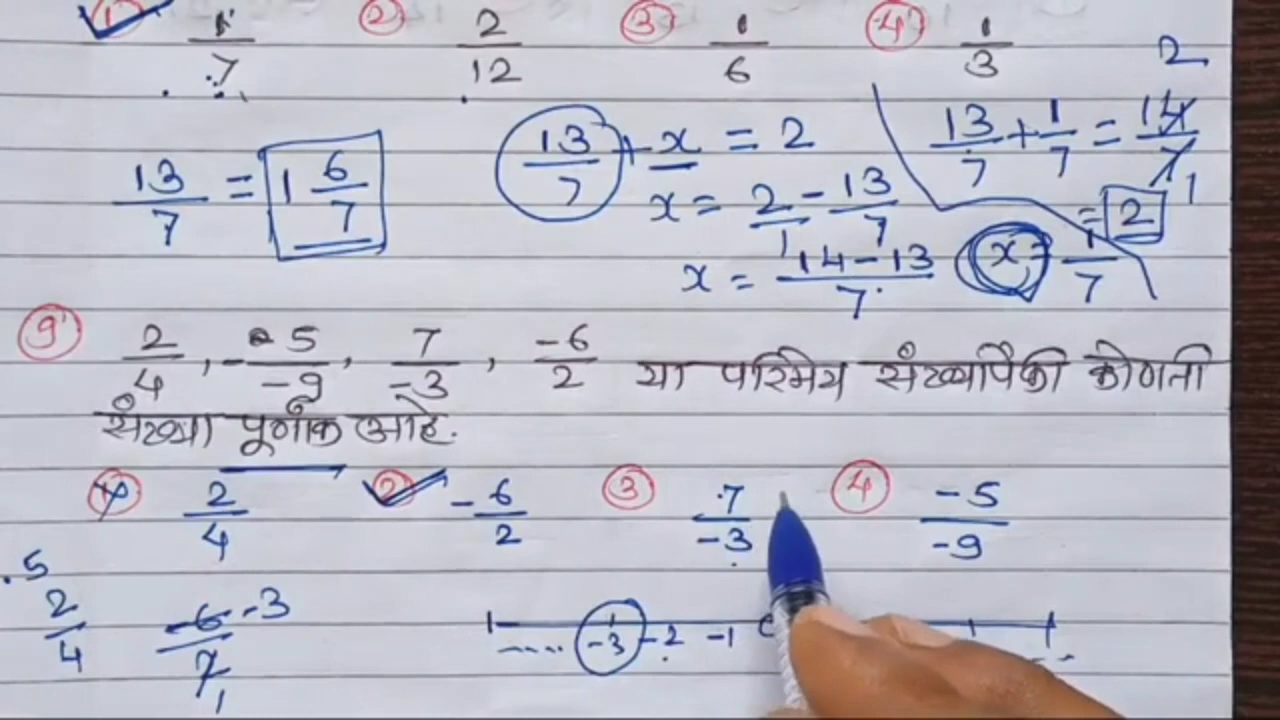 ① 1/7 ② 2/12 ③ 1/6 ④ 1/3
13/7 = 1 6/7
13/7 + x = 2
x = 2/1 - 13/7
x = 14-13/7
x = 1/7
13/7 + 1/7 = 14/7 2 1
= 2
9 2/4, - 5/-9, 7/-3, -6/2 या परिमेय संख्यांपैकी कोणती
संख्या पूर्णांक आहे.
① 2/4 ② -6/2 ③ 7/-3 ④ -5/-9
.5
2/4 -6/2 -3 1
..... -3 -2 -1